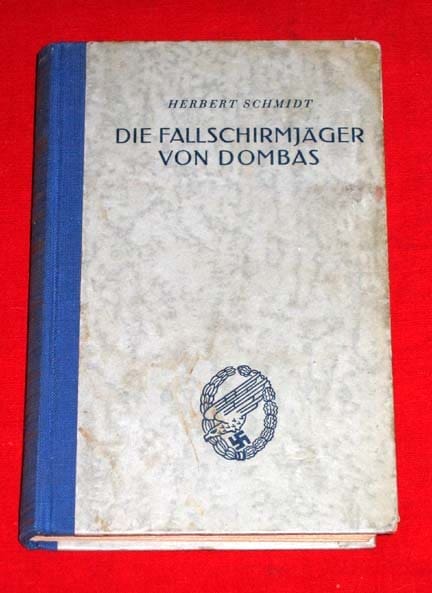 HERBERT SCHMIDT
DIE FALLSCHIRMJÄGER
VON DOMBAS